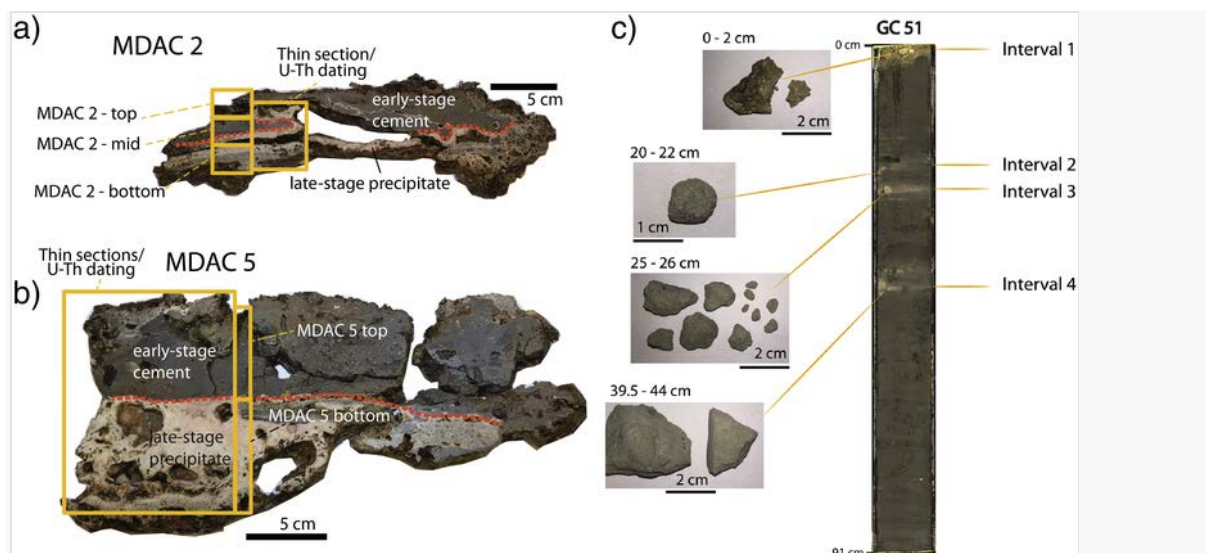 a)
MDAC 2
Thin section/
U-Th dating
5 cm
MDAC 2 - top
early-stage
cement
MDAC 2 - mid
MDAC 2 - bottom
late-stage precipitate
Thin sections/
U-Th dating
MDAC 5
b)
MDAC 5 top
early-stage
cement
MDAC 5 bottom
late-stage
precipitate
5 cm
c)
GC 51
0 - 2 cm
0 cm
Interval 1
2 cm
20 - 22 cm
Interval 2
Interval 3
1 cm
25 - 26 cm
2 cm
Interval 4
39.5 - 44 cm
2 cm
91 cm